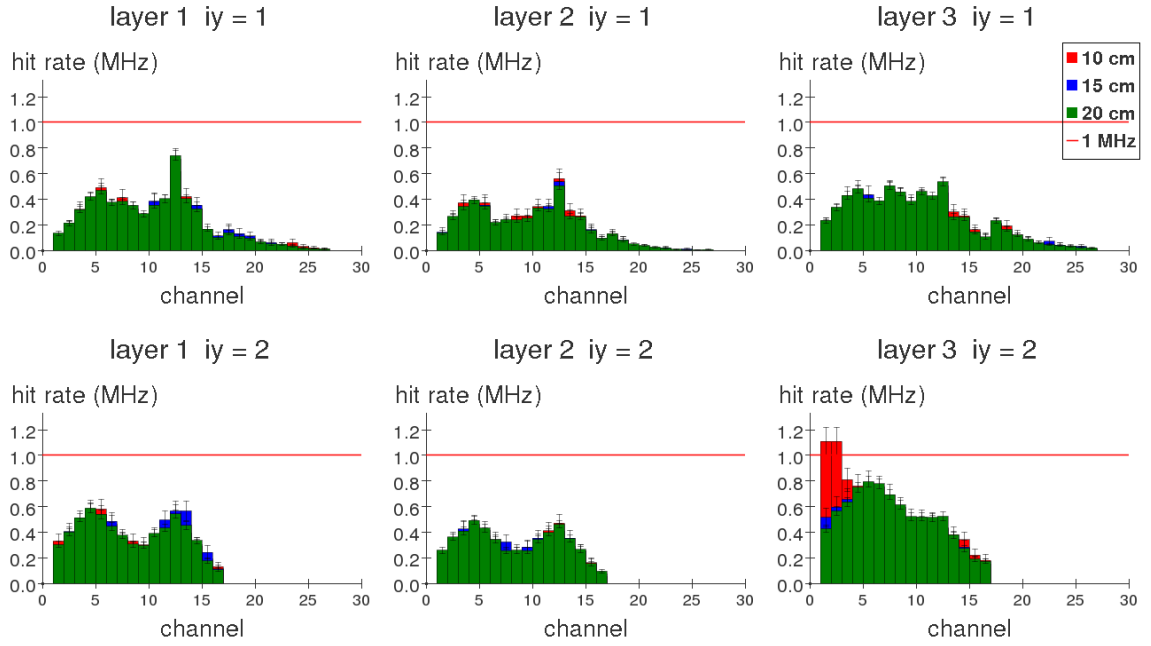 layer 1 iy = 1
layer 2 iy = 1
layer 3 iy = 1
hit rate (MHz)
hit rate (MHz)
hit rate (MHz)
10 cm
15 cm
20 cm
1 MHz
1.2
1.0
0.8
0.6
0.4
0.2
0.0
0 5 10 15 20 25 30
channel
1.2
1.0
0.8
0.6
0.4
0.2
0.0
0 5 10 15 20 25 30
channel
1.2
1.0
0.8
0.6
0.4
0.2
0.0
0 5 10 15 20 25 30
channel
layer 1 iy = 2
layer 2 iy = 2
layer 3 iy = 2
hit rate (MHz)
hit rate (MHz)
hit rate (MHz)
1.2
1.0
0.8
0.6
0.4
0.2
0.0
0 5 10 15 20 25 30
channel
1.2
1.0
0.8
0.6
0.4
0.2
0.0
0 5 10 15 20 25 30
channel
1.2
1.0
0.8
0.6
0.4
0.2
0.0
0 5 10 15 20 25 30
channel